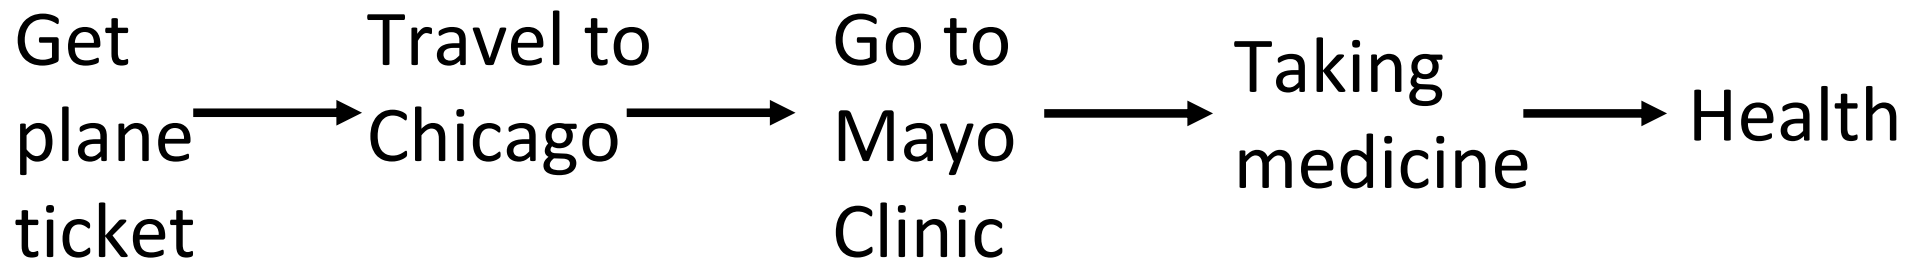 Get
plane
ticket
Travel to
Chicago
Go to
Mayo
Clinic
Taking
medicine
Health